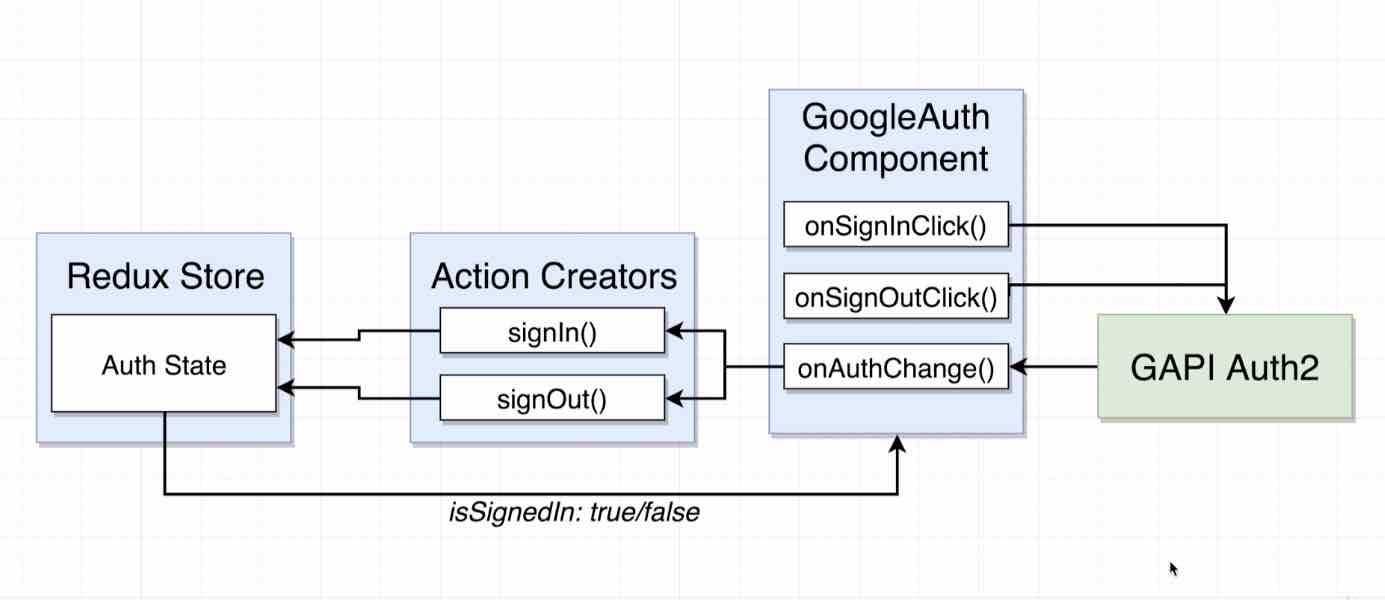 GoogleAuth
Component
onSignInClick()
onSignOutClick()
onAuthChange()
Redux Store
Auth State
Action Creators
signIn()
signOut()
GAPI Auth2
isSignedIn: true/false